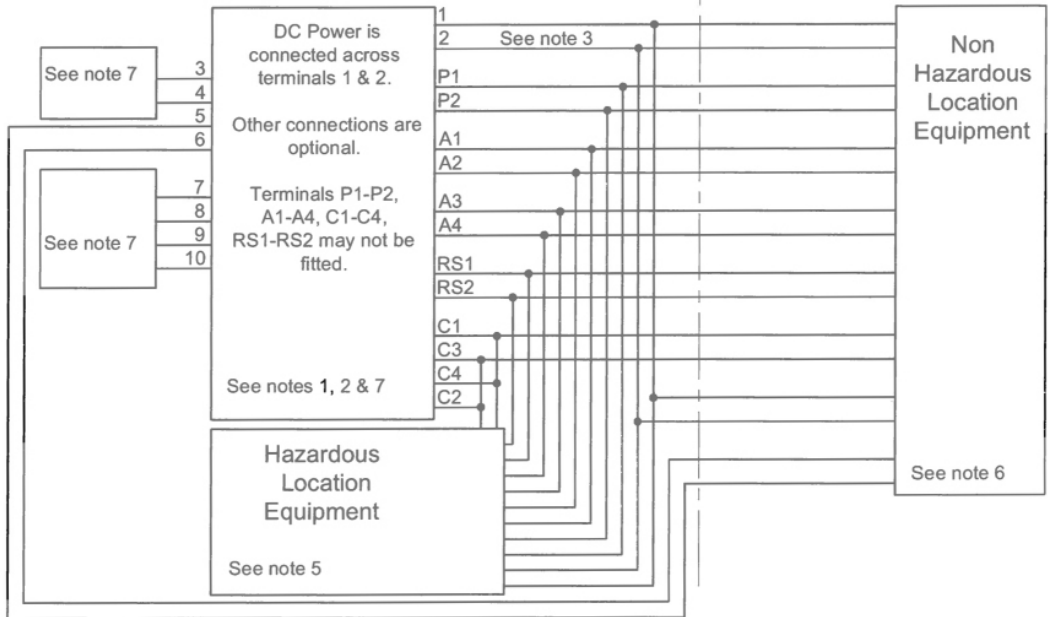 1
2
DC Power is
connected across
terminals 1 & 2.
Other connections are
optional.
Terminals P1-P2,
A1-A4, C1-C4,
RS1-RS2 may not be
fitted.
See notes 1, 2 & 7
See note 3
See note 7
3
4
5
6
See note 7
7
8
9
10
P1
P2
A1
A2
A3
A4
RS1
RS2
C1
C3
C4
C2
Non
Hazardous
Location
Equipment
See note 6
Hazardous
Location
Equipment
See note 5